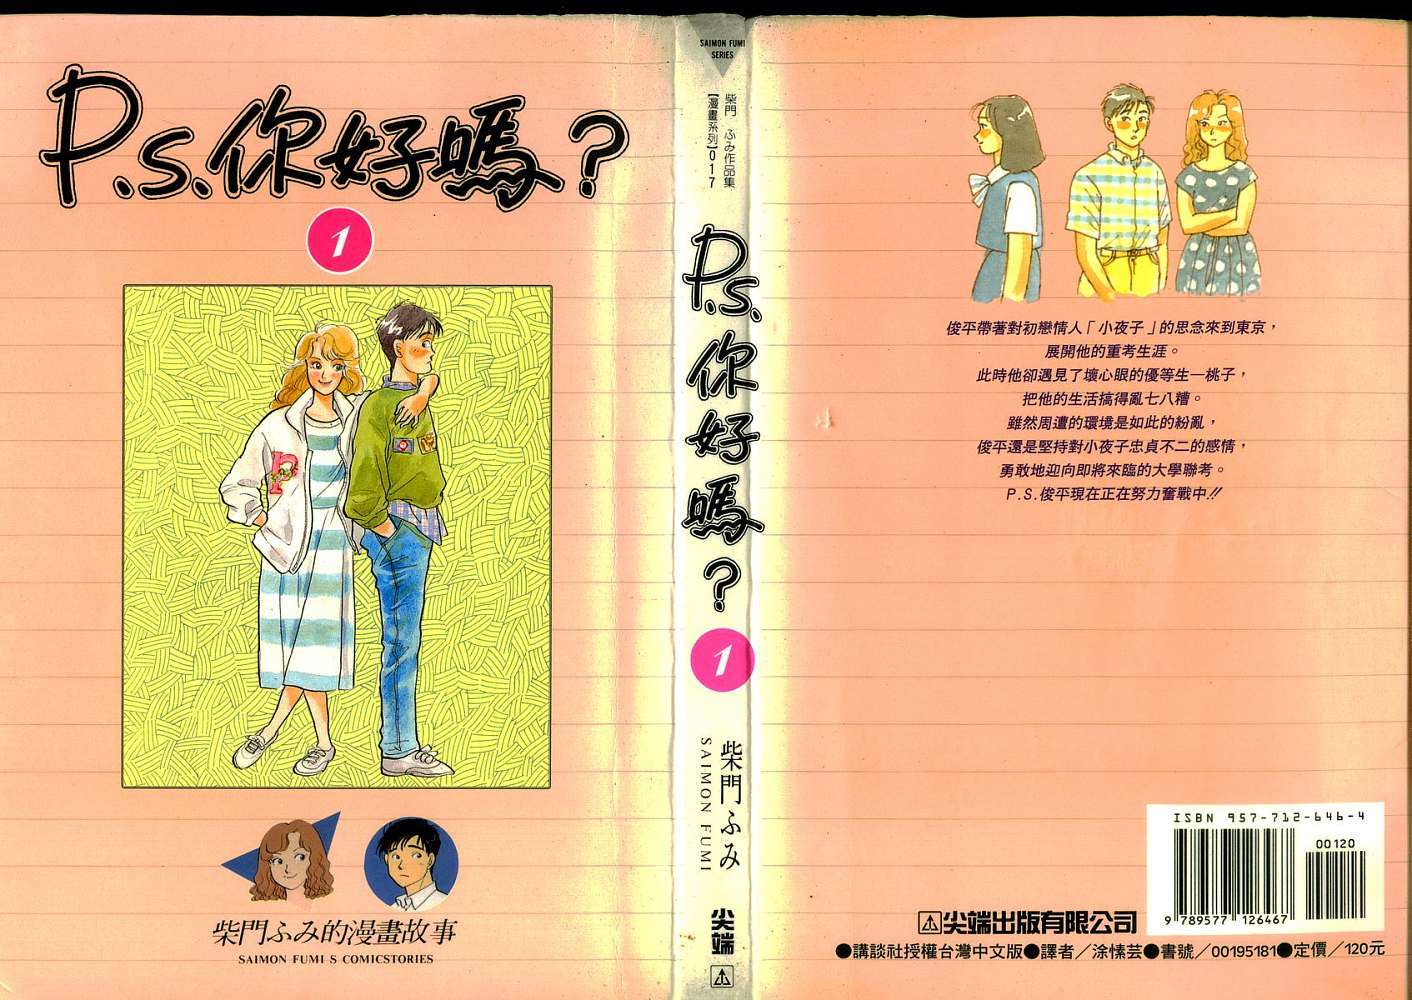 P.S.你好嗎?
1
柴門ふみ的漫畫故事
SAIMON FUMI S COMICSTORIES
SAIMON FUMI
SERIES
柴門 ふみ作品集
【漫畫系列】017
P.S.你好嗎?
1
柴門ふみ
SAIMON FUMI
尖端
俊平帶著對初戀情人「小夜子」的思念來到東京，
展開他的重考生涯。
此時他卻遇見了壞心眼的優等生—桃子，
把他的生活搞得亂七八糟。
雖然周遭的環境是如此的紛亂，
俊平還是堅持對小夜子忠貞不二的感情，
勇敢地迎向即將來臨的大學聯考。
P.S.俊平現在正在努力奮戰中!!
ISBN 957-712-646-4
00120
9 789577 126467
尖端出版有限公司
●講談社授權台灣中文版●譯者／涂愫芸●書號／00195181●定價／120元